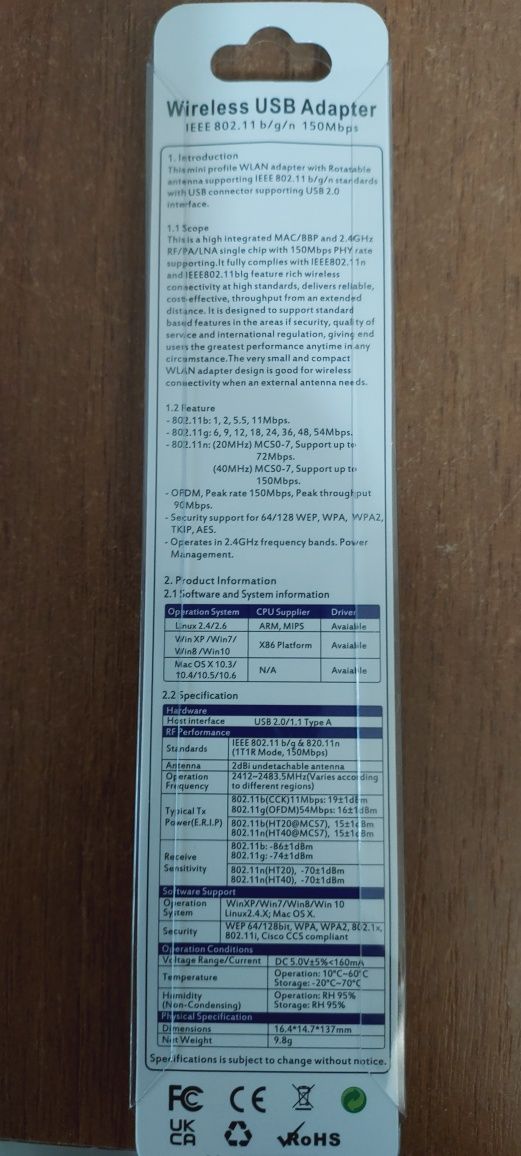 Wireless USB Adapter
IEEE 802.11 b/g/n 150Mbps
1. Introduction
This mini profile WLAN adapter with Rotatable
antenna supporting IEEE 802.11 b/g/n standards
with USB connector supporting USB 2.0
interface.
1.1 Scope
This is a high integrated MAC/BBP and 2.4GHz
RF/PA/LNA single chip with 150Mbps PHY rate
supporting.It fully complies with IEEE802.11n
and IEEE802.11blg feature rich wireless
connectivity at high standards, delivers reliable,
cost-effective, throughput from an extended
distance. It is designed to support standard
based features in the areas if security, quality of
service and international regulation, giving end
users the greatest performance anytime in any
circumstance.The very small and compact
WLAN adapter design is good for wireless
connectivity when an external antenna needs.
1.2 Feature
- 802.11b: 1, 2, 5.5, 11Mbps.
- 802.11g: 6, 9, 12, 18, 24, 36, 48, 54Mbps.
- 802.11n: (20MHz) MCS0-7, Support up to
72Mbps.
(40MHz) MCS0-7, Support up to
150Mbps.
- OFDM, Peak rate 150Mbps, Peak throughput
90Mbps.
- Security support for 64/128 WEP, WPA, WPA2,
TKIP, AES.
- Operates in 2.4GHz frequency bands. Power
Management.
2. Product Information
2.1 Software and System information
Operation System CPU Supplier Driver
Linux 2.4/2.6 ARM, MIPS Avaiable
Win XP /Win7/
Win8 /Win10 X86 Platform Avaiable
Mac OS X 10.3/
10.4/10.5/10.6 N/A Avaiable
2.2 Specification
Hardware
Host interface USB 2.0/1.1 Type A
RF Performance
Standards IEEE 802.11 b/g & 820.11n
(1T1R Mode, 150Mbps)
Antenna 2dBi undetachable antenna
Operation Frequency 2412~2483.5MHz(Varies according
to different regions)
Typical Tx Power(E.R.I.P) 802.11b(CCK)11Mbps: 19±1dBm
802.11g(OFDM)54Mbps: 16±1dBm
802.11b(HT20@MCS7), 15±1dBm
802.11n(HT40@MCS7), 15±1dBm
Receive Sensitivity 802.11b: -86±1dBm
802.11g: -74±1dBm
802.11n(HT20), -70±1dBm
802.11n(HT40), -70±1dBm
Software Support
Operation System WinXP/Win7/Win8/Win 10
Linux2.4.X; Mac OS X.
Security WEP 64/128bit, WPA, WPA2, 802.1x,
802.11i, Cisco CCS compliant
Operation Conditions
Voltage Range/Current DC 5.0V±5%<160mA
Temperature Operation: 10°C~60°C
Storage: -20°C~70°C
Humidity (Non-Condensing) Operation: RH 95%
Storage: RH 95%
Physical Specification
Dimensions 16.4*14.7*137mm
Net Weight 9.8g
Specifications is subject to change without notice.
FC CE
UK
CA RoHS